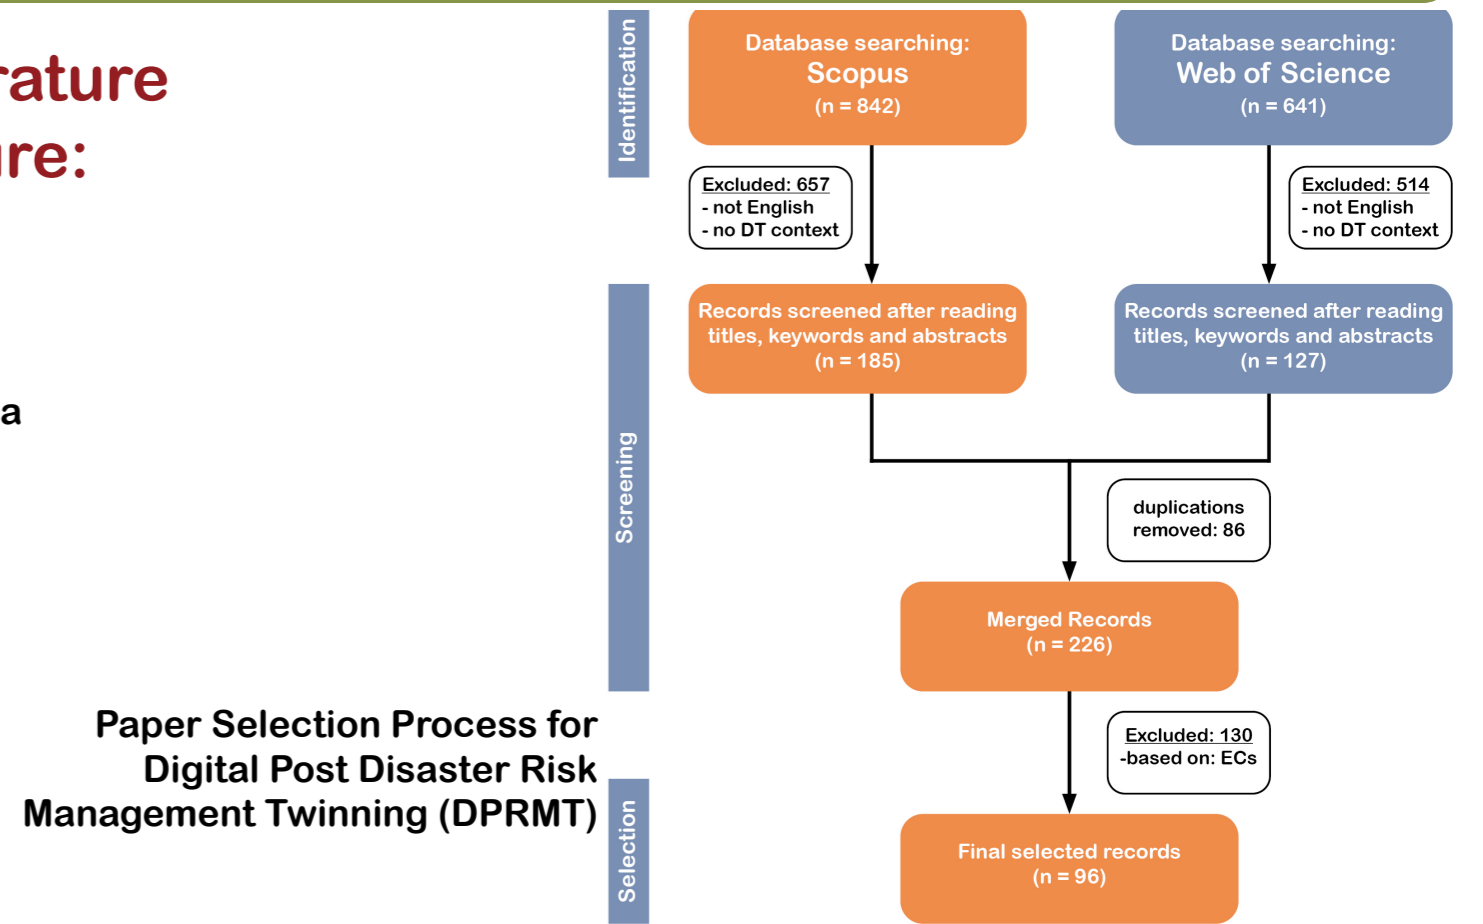 rature
ure:
a
Paper Selection Process for
Digital Post Disaster Risk
Management Twinning (DPRMT)
Identification
Database searching:
Scopus
(n = 842)
Database searching:
Web of Science
(n = 641)
Excluded: 657
- not English
- no DT context
Excluded: 514
- not English
- no DT context
Screening
Records screened after reading
titles, keywords and abstracts
(n = 185)
Records screened after reading
titles, keywords and abstracts
(n = 127)
duplications
removed: 86
Merged Records
(n = 226)
Excluded: 130
-based on: ECs
Selection
Final selected records
(n = 96)